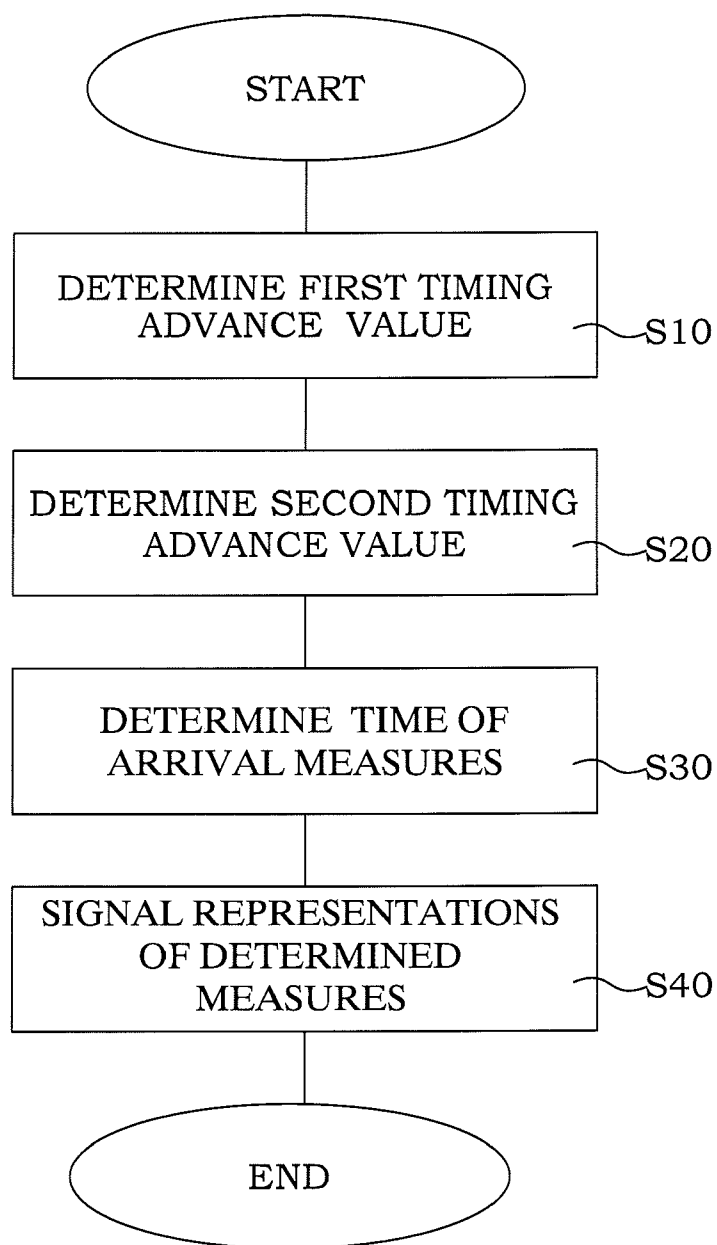 START
DETERMINE FIRST TIMING
ADVANCE VALUE
S10
DETERMINE SECOND TIMING
ADVANCE VALUE
S20
DETERMINE TIME OF
ARRIVAL MEASURES
S30
SIGNAL REPRESENTATIONS
OF DETERMINED
MEASURES
S40
END